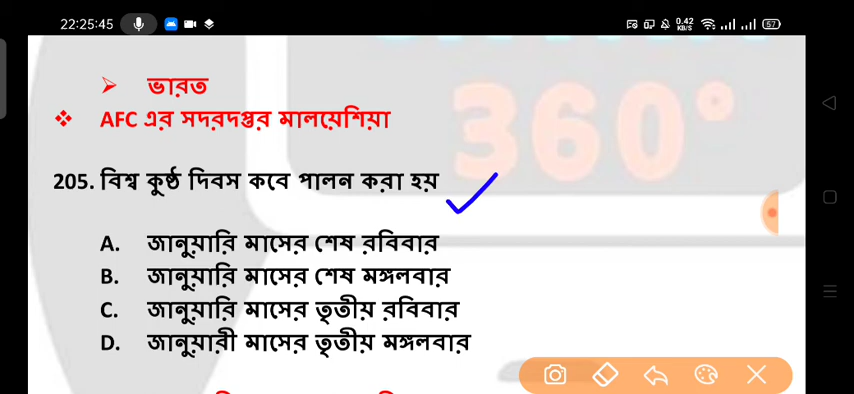 22:25:45 0.42 KB/S 57
➢ ভারত
❖ AFC এর সদরদপ্তর মালয়েশিয়া
360°
205. বিশ্ব কুষ্ঠ দিবস কবে পালন করা হয়
A. জানুয়ারি মাসের শেষ রবিবার
B. জানুয়ারি মাসের শেষ মঙ্গলবার
C. জানুয়ারি মাসের তৃতীয় রবিবার
D. জানুয়ারী মাসের তৃতীয় মঙ্গলবার